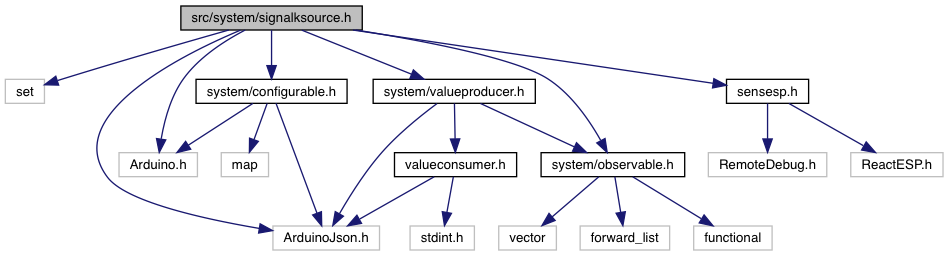 src/system/signalksource.h
set
system/configurable.h
system/valueproducer.h
sensesp.h
Arduino.h
map
valueconsumer.h
system/observable.h
RemoteDebug.h
ReactESP.h
ArduinoJson.h
stdint.h
vector
forward_list
functional